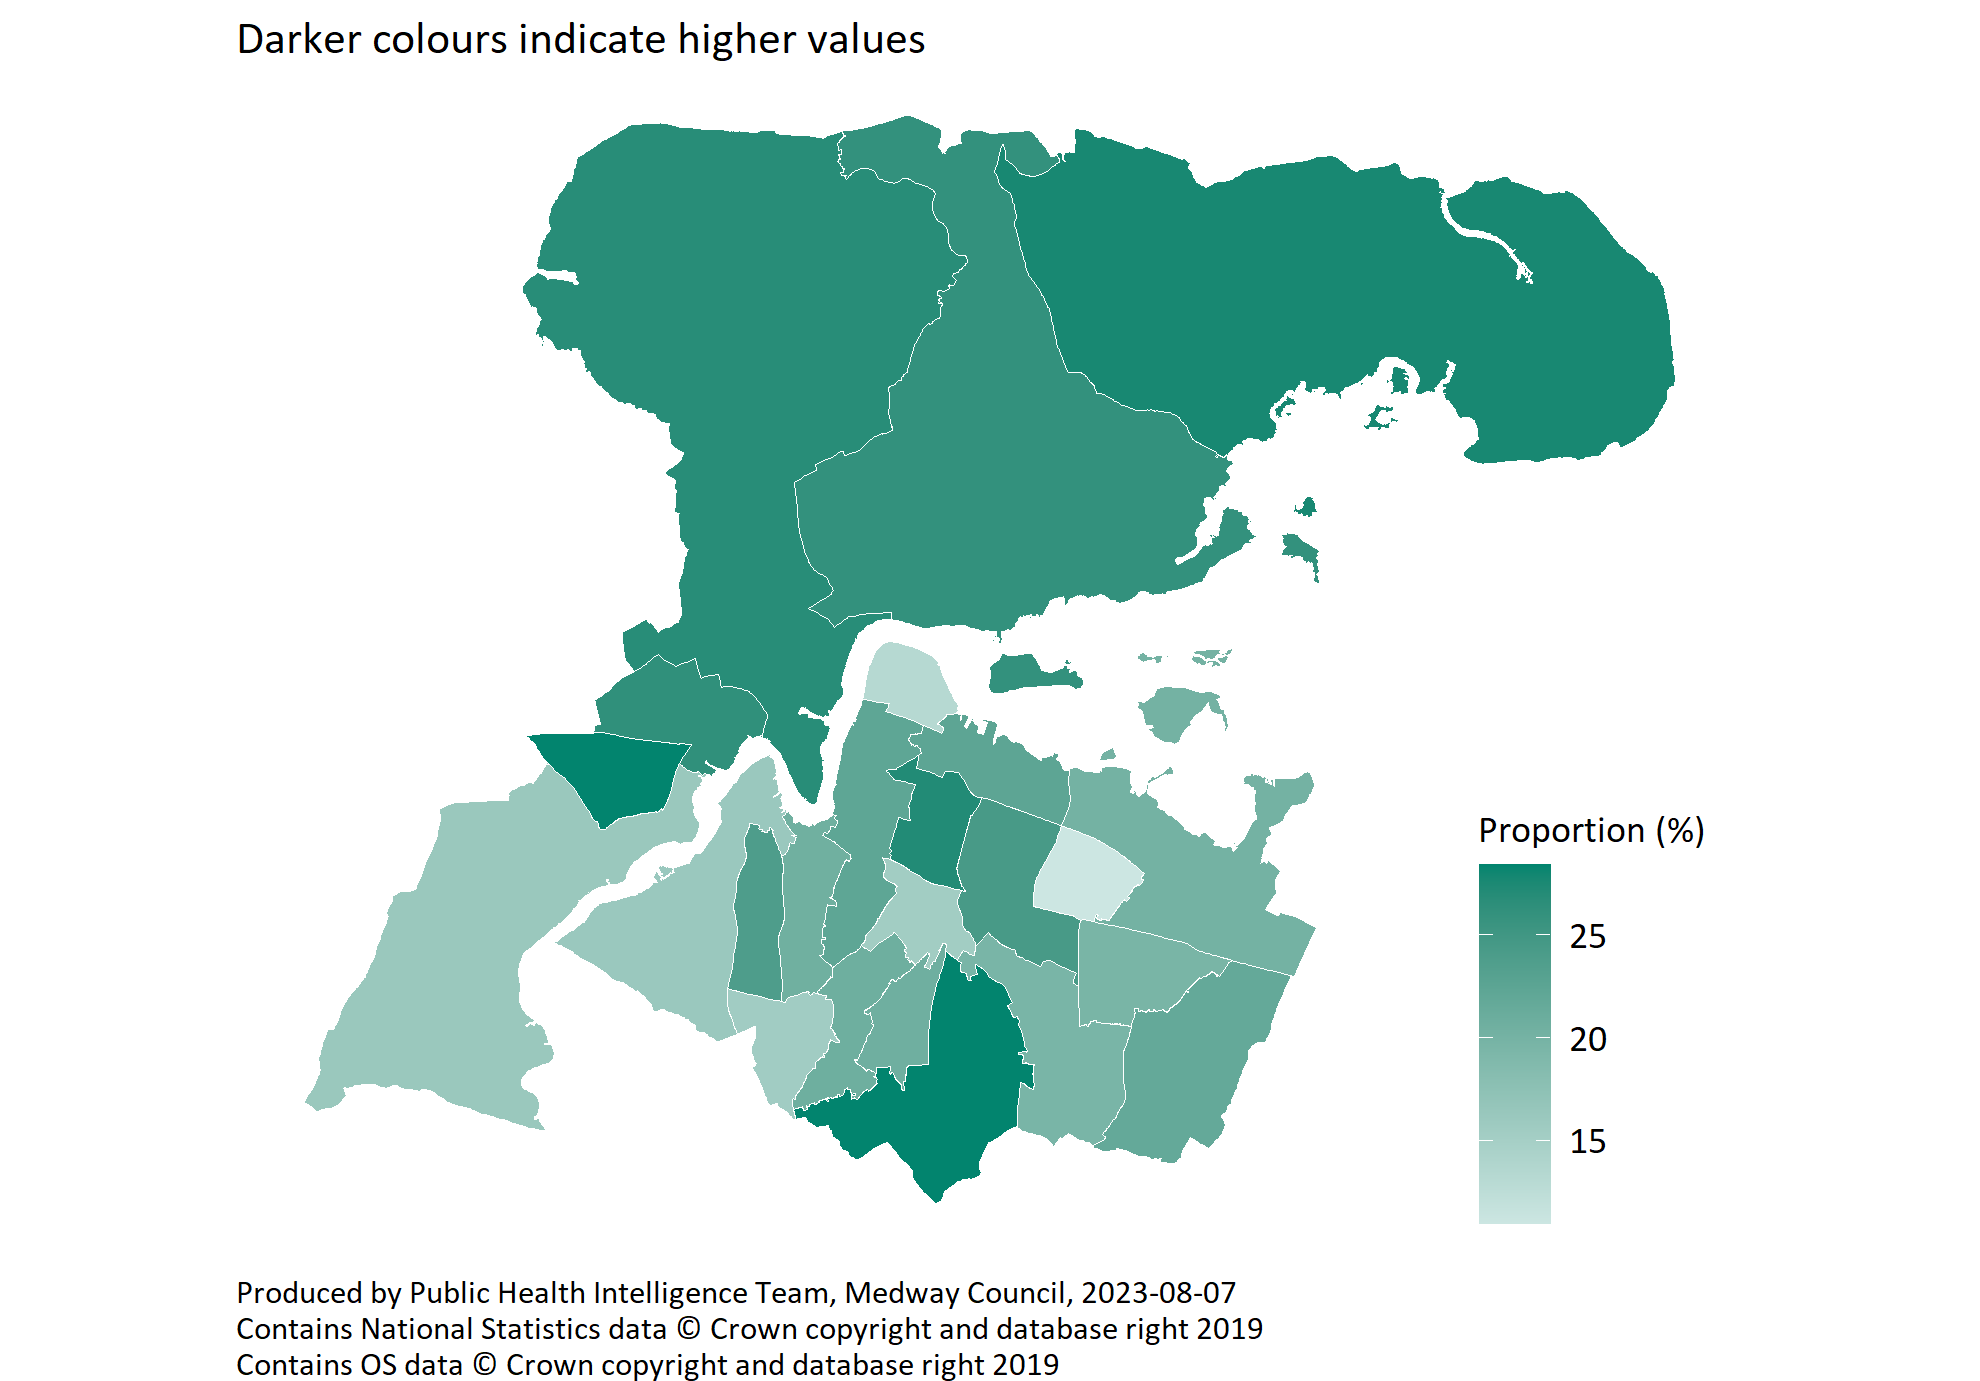 Darker colours indicate higher values
Proportion (%)
25
20
15
Produced by Public Health Intelligence Team, Medway Council, 2023-08-07
Contains National Statistics data © Crown copyright and database right 2019
Contains OS data © Crown copyright and database right 2019